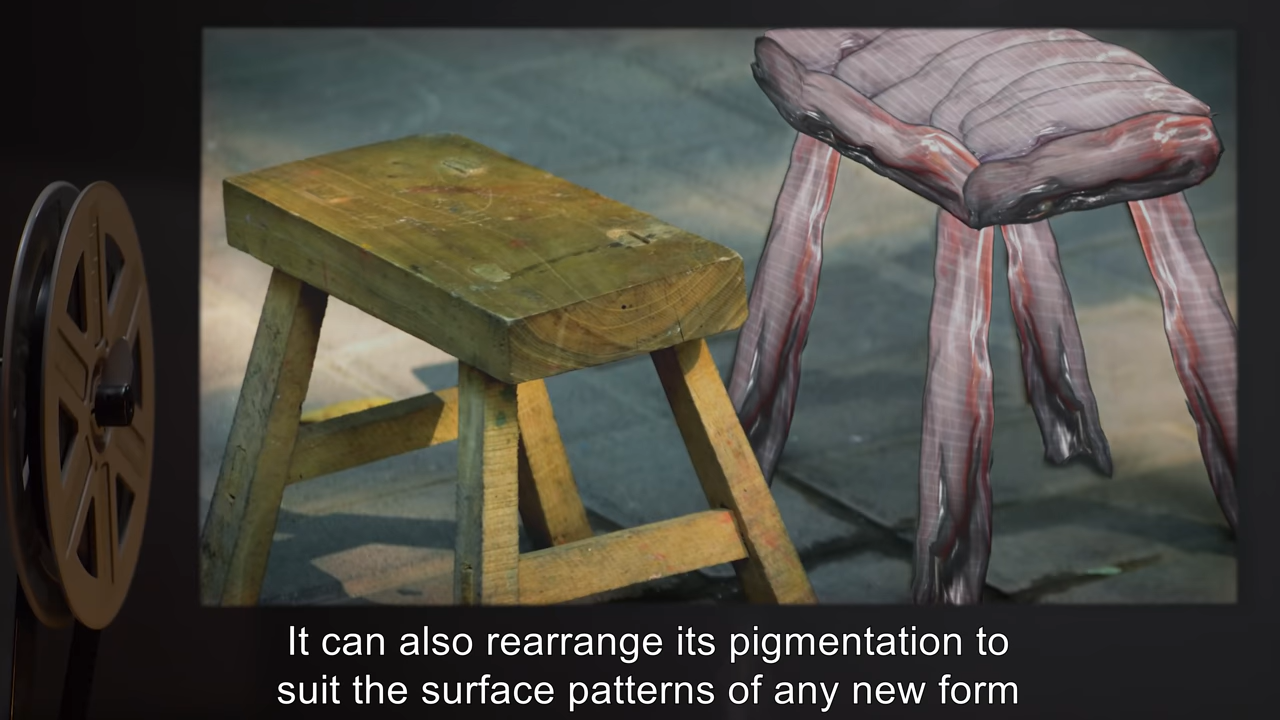 It can also rearrange its pigmentation to
suit the surface patterns of any new form